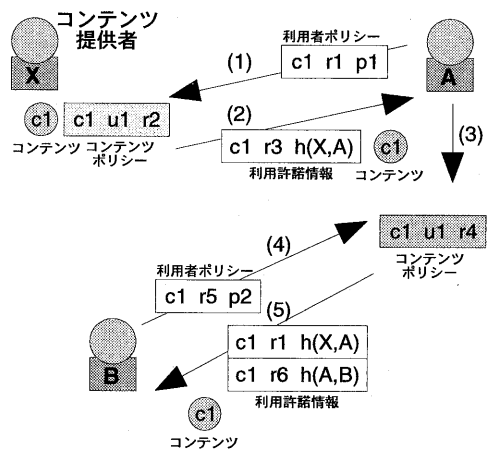 コンテンツ
提供者
X
利用者ポリシー
c1 r1 p1
(1)
A
c1
c1 u1 r2
コンテンツ
コンテンツ
ポリシー
(2)
c1 r3 h(X,A)
利用許諾情報
c1
コンテンツ
(3)
c1 u1 r4
コンテンツ
ポリシー
(4)
利用者ポリシー
c1 r5 p2
(5)
B
c1 r1 h(X,A)
c1 r6 h(A,B)
利用許諾情報
c1
コンテンツ